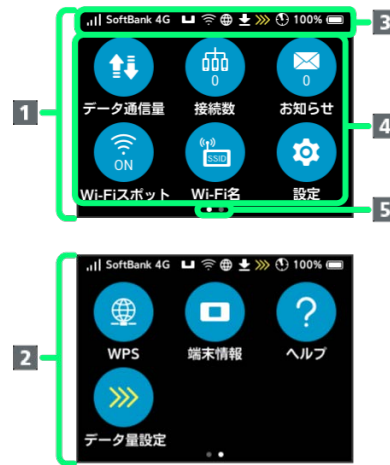 SoftBank 4G 100%
3
0
0
データ通信量 接続数 お知らせ
1
4
ON
SSID
Wi-Fiスポット Wi-Fi名 設定
5
SoftBank 4G 100%
?
WPS 端末情報 ヘルプ
2
データ量設定